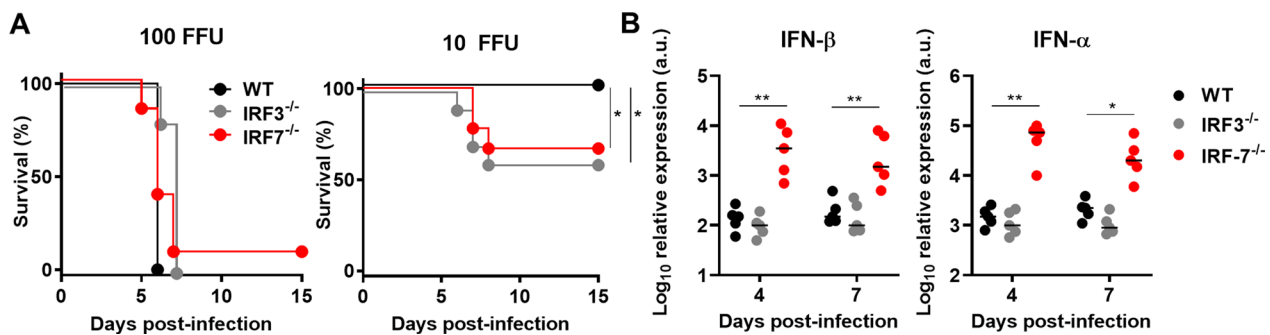 A
100 FFU
Survival (%)
100
50
0
0 5 10 15
Days post-infection
WT
IRF3-/-
IRF7-/-
10 FFU
Survival (%)
100
50
0
0 5 10 15
Days post-infection
*
*
B
IFN-β
Log10 relative expression (a.u.)
5
4
3
2
1
** **
4 7
Days post-infection
IFN-α
Log10 relative expression (a.u.)
6
5
4
3
2
** *
4 7
Days post-infection
WT
IRF3-/-
IRF-7-/-